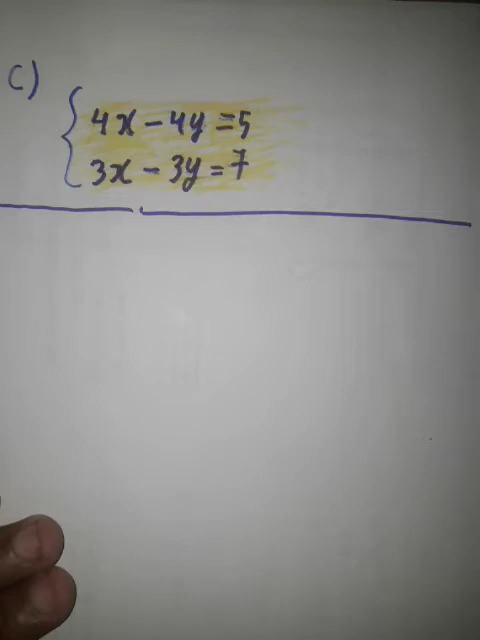 c)
4x - 4y = 5
3x - 3y = 7